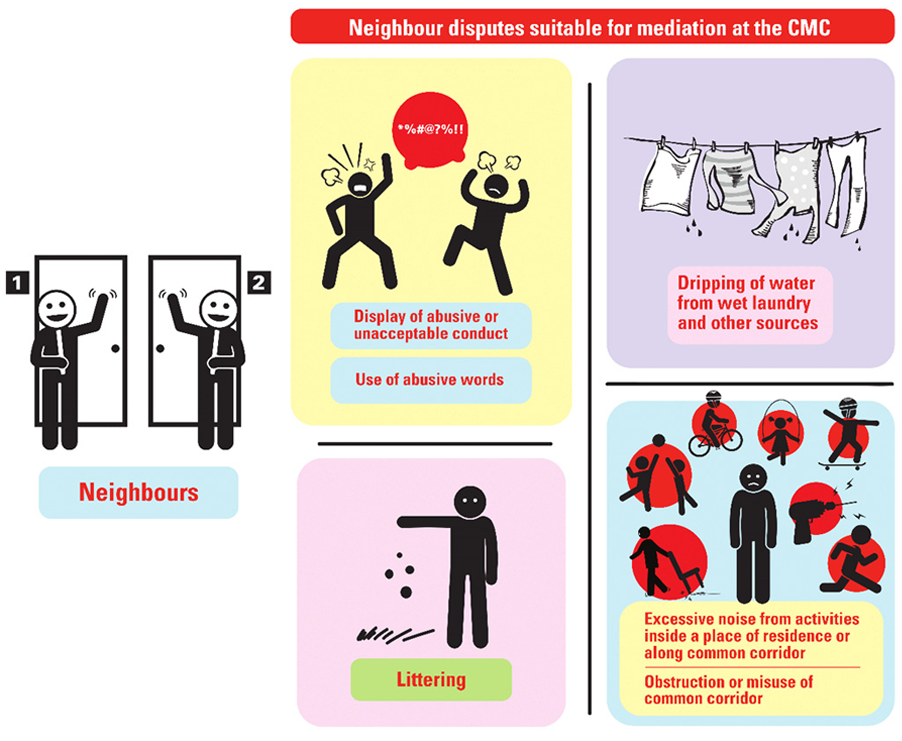 Neighbour disputes suitable for mediation at the CMC
*%#@?%!!
1
2
Neighbours
Display of abusive or
unacceptable conduct
Use of abusive words
Dripping of water
from wet laundry
and other sources
Littering
Excessive noise from activities
inside a place of residence or
along common corridor
Obstruction or misuse of
common corridor